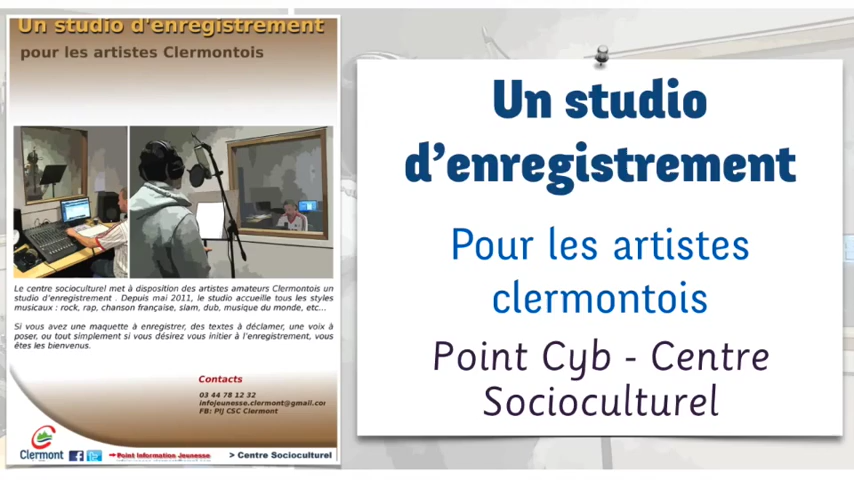 Un studio d'enregistrement
pour les artistes Clermontois
Le centre socioculturel met à disposition des artistes amateurs Clermontois un
studio d'enregistrement . Depuis mai 2011, le studio accueille tous les styles
musicaux : rock, rap, chanson française, slam, dub, musique du monde, etc...
Si vous avez une maquette à enregistrer, des textes à déclamer, une voix à
poser, ou tout simplement si vous désirez vous initier à l'enregistrement, vous
êtes les bienvenus.
Contacts
03 44 78 12 32
infojeunesse.clermont@gmail.co
FB: PIJ CSC Clermont
Clermont
Point Information Jeunesse
> Centre Socioculturel
Un studio
d'enregistrement
Pour les artistes
clermontois
Point Cyb - Centre
Socioculturel